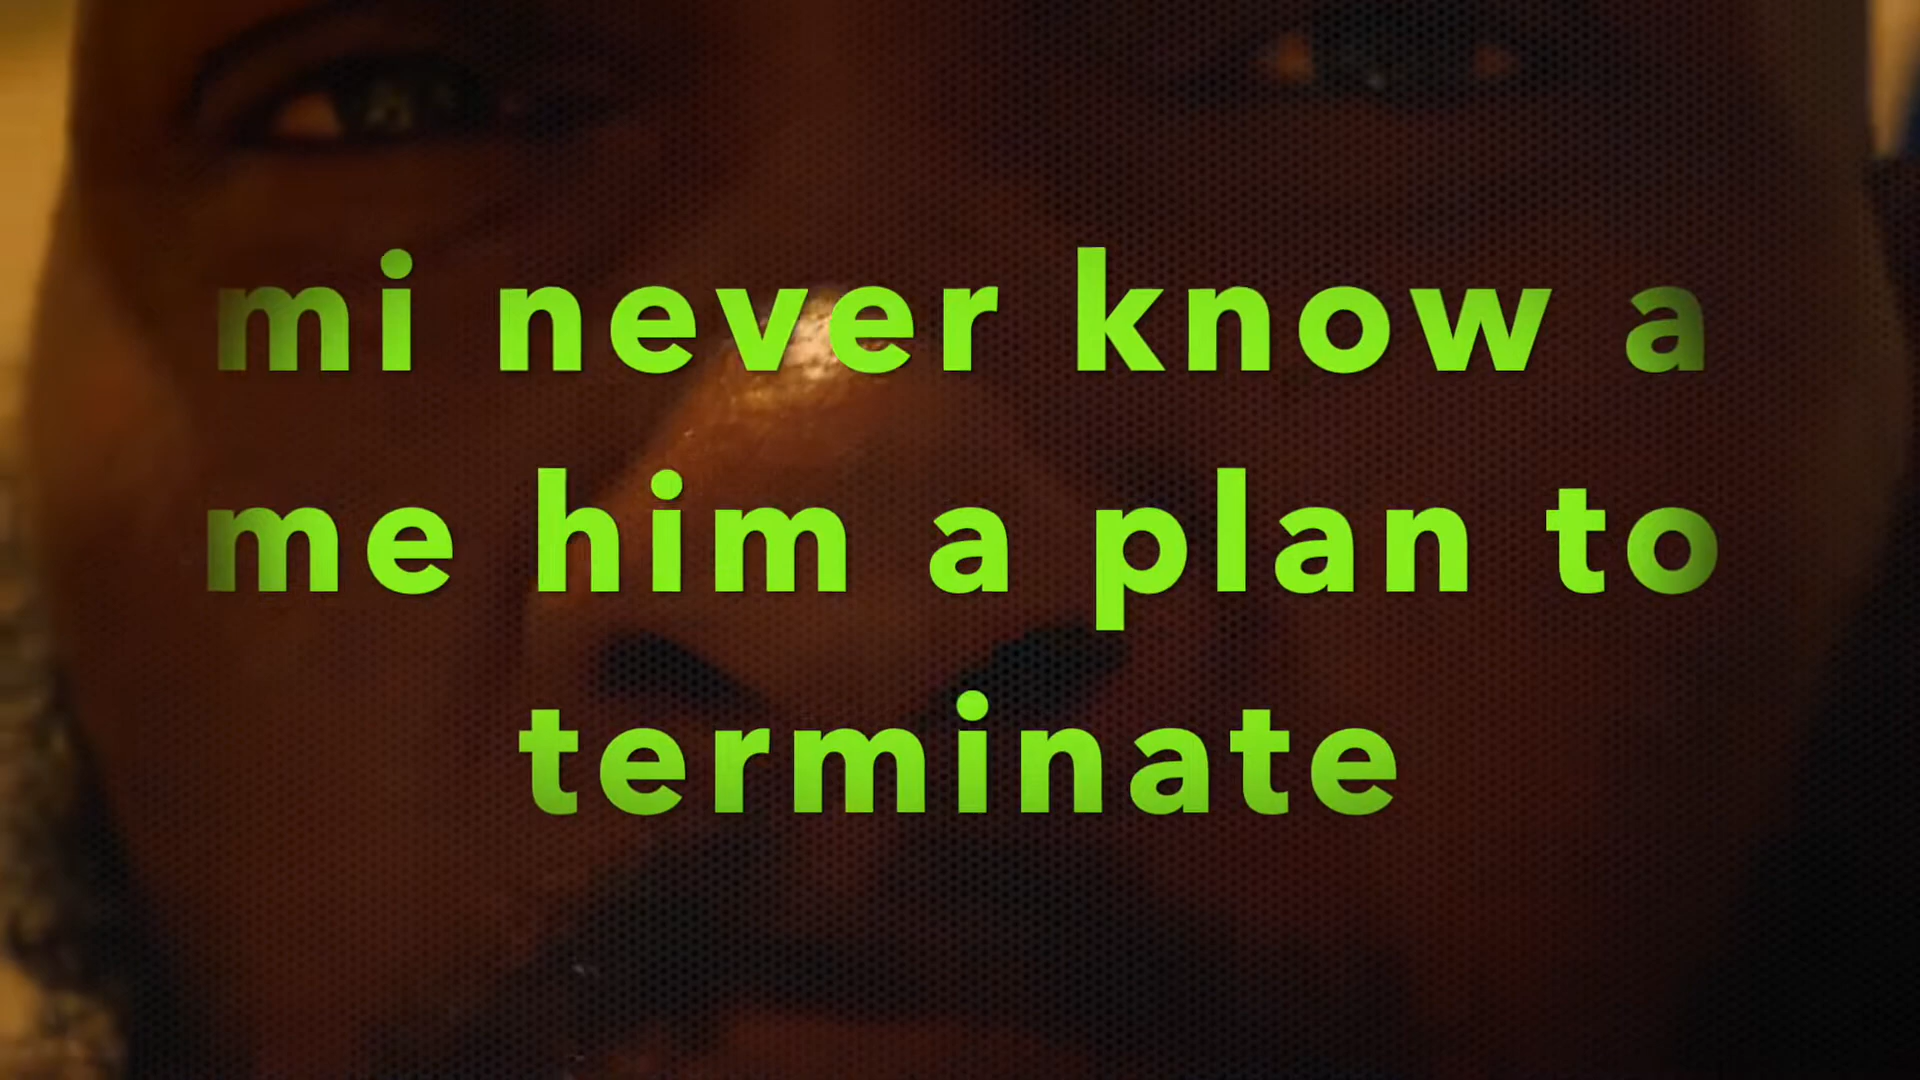 mi never know a
me him a plan to
terminate